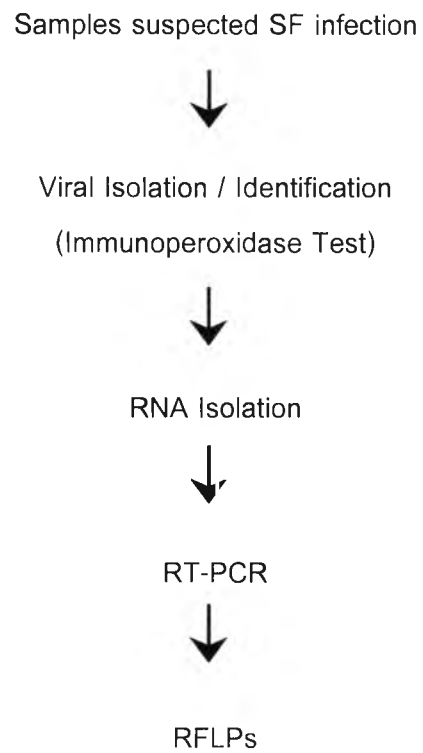 Samples suspected SF infection
Viral Isolation / Identification
(Immunoperoxidase Test)
RNA Isolation
RT-PCR
RFLPs